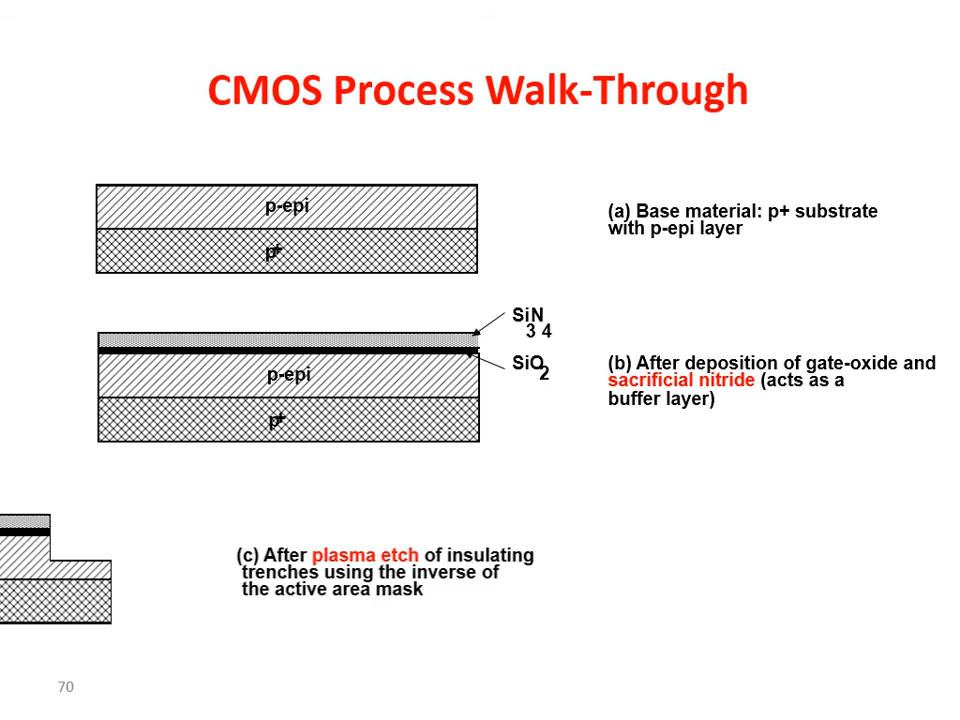 CMOS Process Walk-Through
p-epi
p+
(a) Base material: p+ substrate
with p-epi layer
SiN
3 4
SiO
2
p-epi
p+
(b) After deposition of gate-oxide and
sacrificial nitride (acts as a
buffer layer)
(c) After plasma etch of insulating
trenches using the inverse of
the active area mask
70